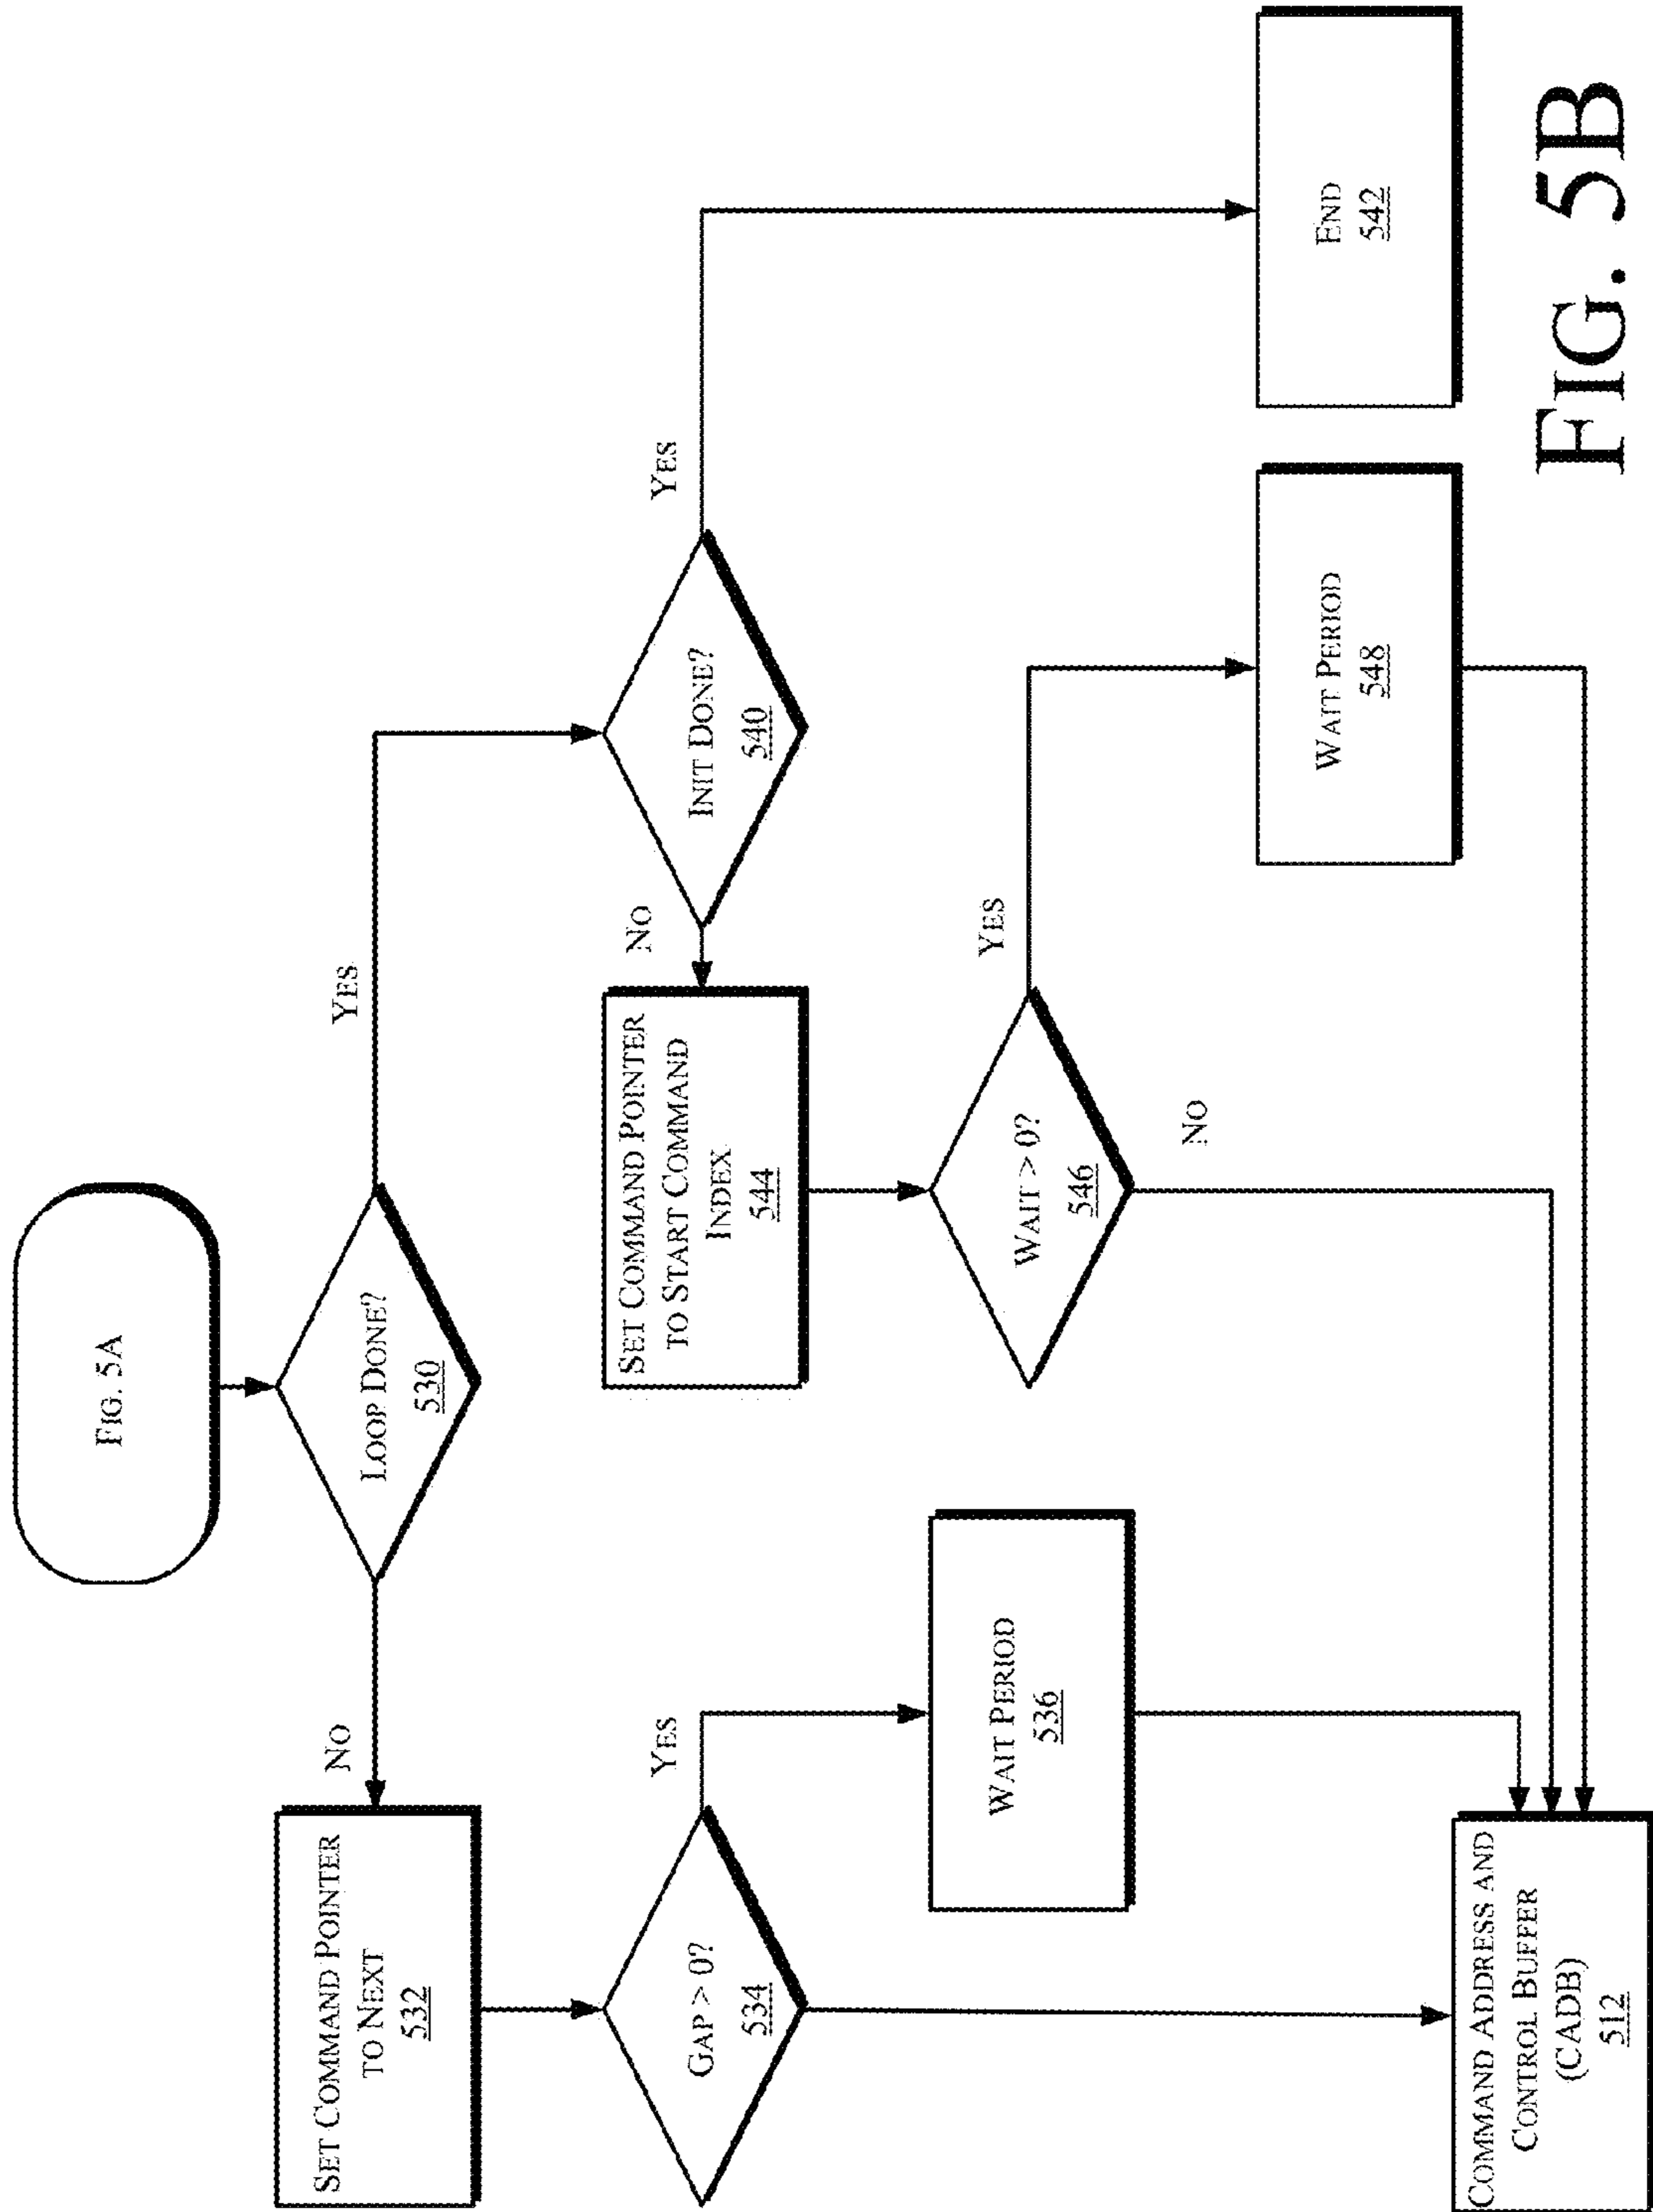 FIG. 5A
LOOP DONE?
530
NO
YES
SET COMMAND POINTER
TO NEXT
532
GAP > 0?
534
YES
WAIT PERIOD
536
INIT DONE?
540
NO
YES
SET COMMAND POINTER
TO START COMMAND
INDEX
544
WAIT > 0?
546
YES
NO
WAIT PERIOD
548
END
542
COMMAND ADDRESS AND
CONTROL BUFFER
(CADB)
512
FIG. 5B